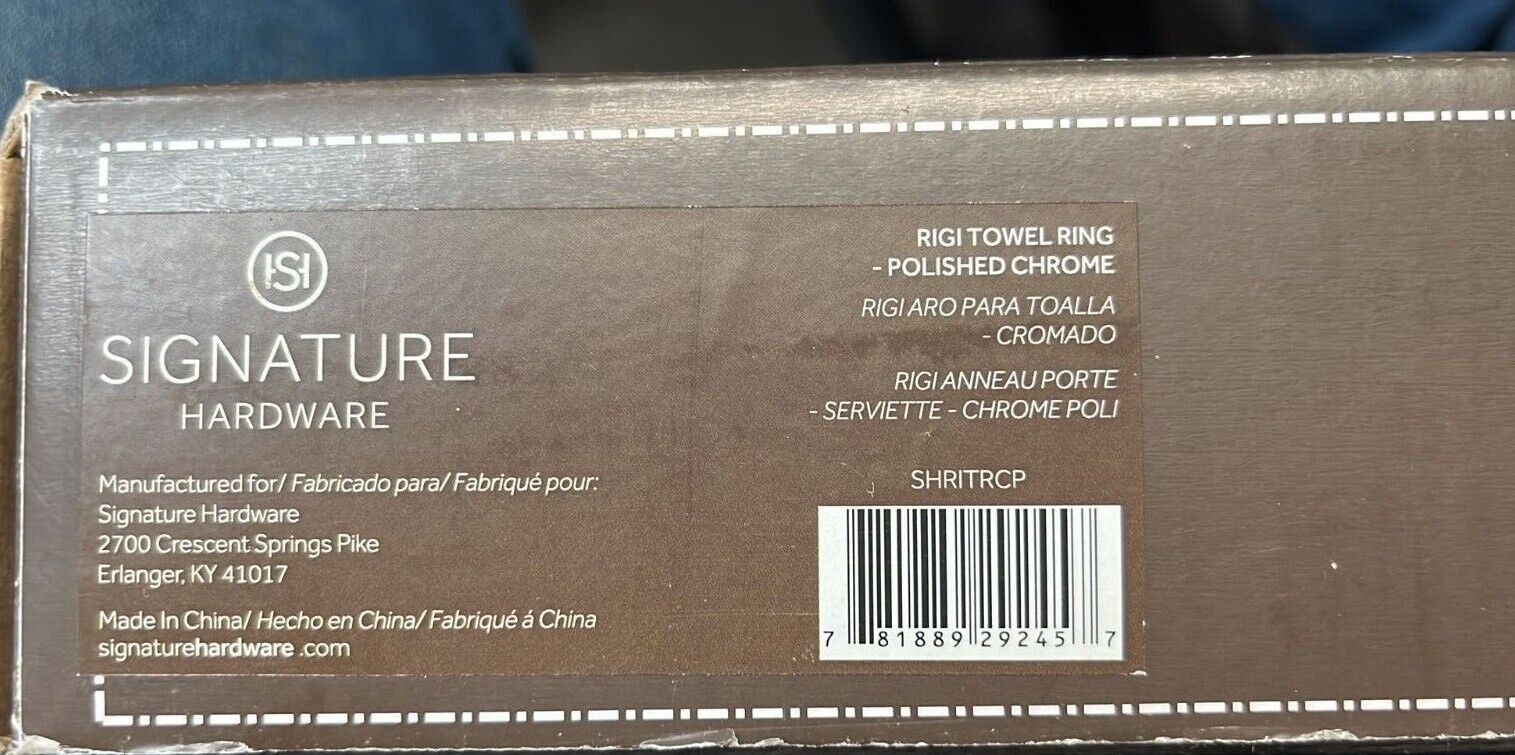 HSH
SIGNATURE
HARDWARE
Manufactured for/ Fabricado para/ Fabriqué pour:
Signature Hardware
2700 Crescent Springs Pike
Erlanger, KY 41017
Made In China/ Hecho en China/ Fabriqué á China
signaturehardware .com
RIGI TOWEL RING
- POLISHED CHROME
RIGI ARO PARA TOALLA
- CROMADO
RIGI ANNEAU PORTE
- SERVIETTE - CHROME POLI
SHRITRCP
7 81889 29245 7